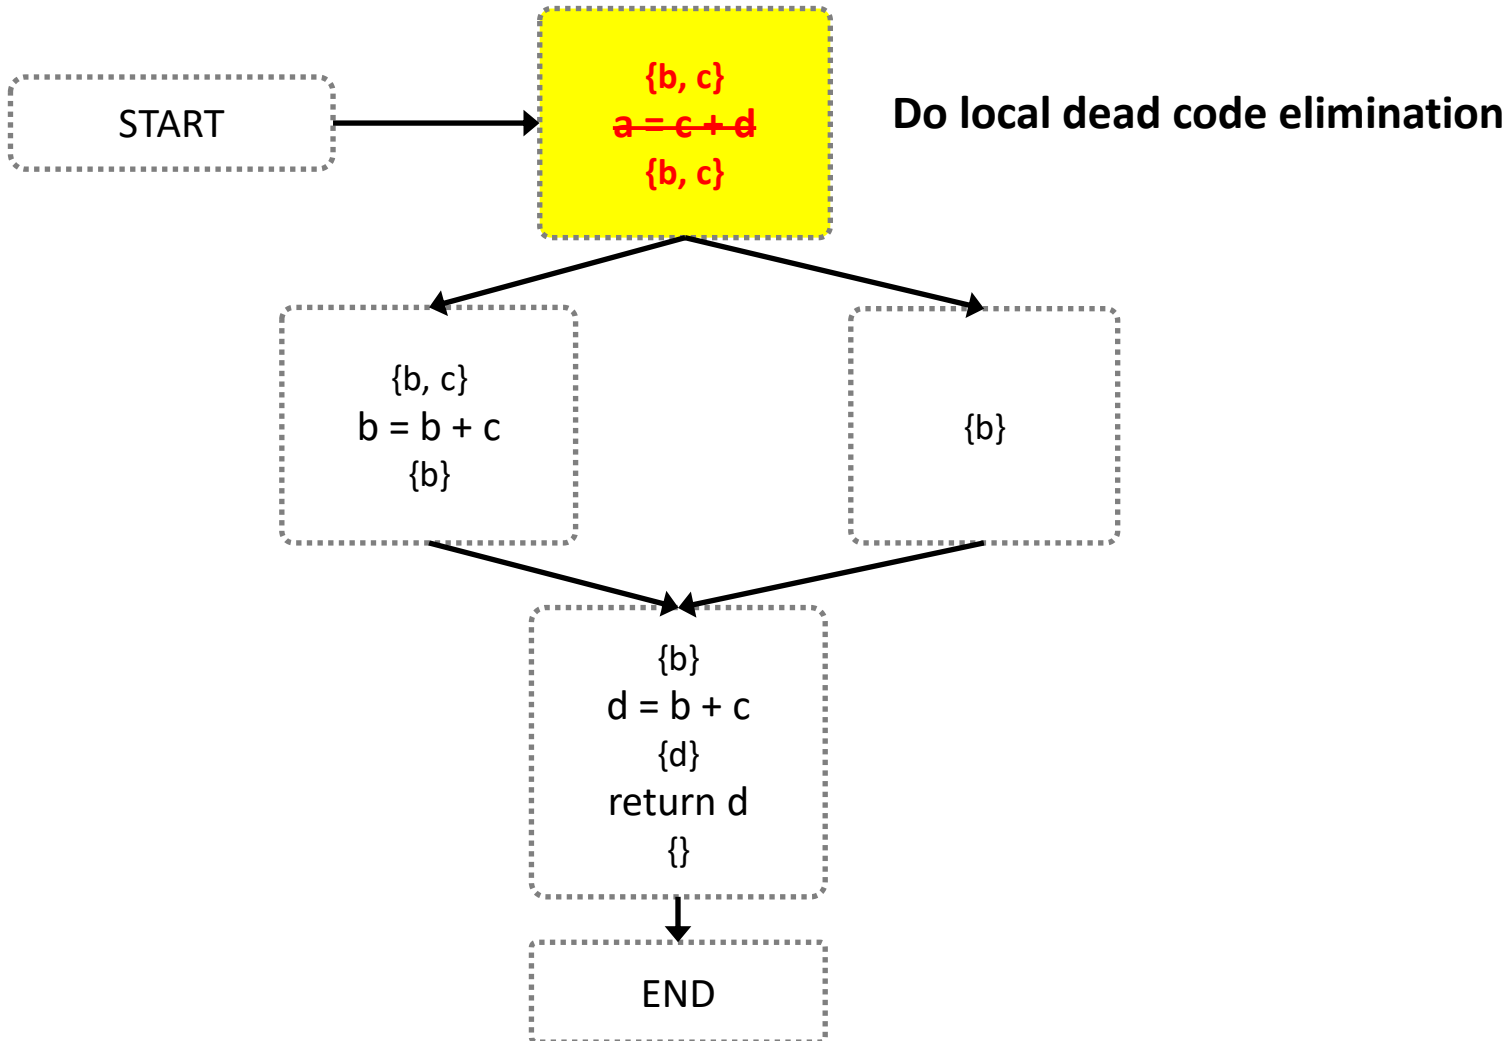 START
{b, c}
a = c + d
{b, c}
Do local dead code elimination
{b, c}
b = b + c
{b}
{b}
{b}
d = b + c
{d}
return d
{}
END